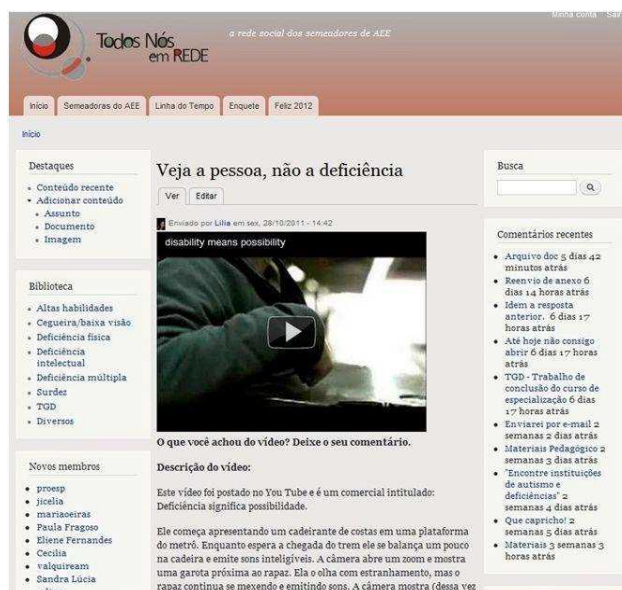 Minha conta Sair
Todos Nós
em REDE
a rede social dos semeadores de AEE
Início
Semeadoras do AEE
Linha do Tempo
Enquete
Feliz 2012
Início
Destaques
Conteúdo recente
Adicionar conteúdo
Assunto
Documento
Imagem
Biblioteca
Altas habilidades
Cegueira/baixa visão
Deficiência física
Deficiência
intelectual
Deficiência múltipla
Surdez
TGD
Diversos
Novos membros
proesp
jicelia
mariaoeiras
Paula Fragoso
Eliene Fernandes
Cecilia
valquiream
Sandra Lúcia
Veja a pessoa, não a deficiência
Ver
Editar
Enviado por Lilia em sex, 28/10/2011 - 14:42
disability means possibility
O que você achou do vídeo? Deixe o seu comentário.
Descrição do vídeo:
Este vídeo foi postado no You Tube e é um comercial intitulado:
Deficiência significa possibilidade.
Ele começa apresentando um cadeirante de costas em uma plataforma
do metrô. Enquanto espera a chegada do trem ele se balança um pouco
na cadeira e emite sons inteligíveis. A câmera abre um zoom e mostra
uma garota próxima ao rapaz. Ela o olha com estranhamento, mas o
rapaz continua se mexendo e emitindo sons. A câmera mostra (dessa vez
Busca
Comentários recentes
Arquivo doc 5 dias 42
minutos atrás
Reenvio de anexo 6
dias 14 horas atrás
Idem a resposta
anterior. 6 dias 17
horas atrás
Até hoje não consigo
abrir 6 dias 17 horas
atrás
TGD - Trabalho de
conclusão do curso de
especialização 6 dias
17 horas atrás
Enviarei por e-mail 2
semanas 2 dias atrás
Materiais Pedagógico 2
semanas 3 dias atrás
"Encontre instituições
de autismo e
deficiências" 2
semanas 4 dias atrás
Que capricho! 2
semanas 5 dias atrás
Materiais 3 semanas 3
horas atrás